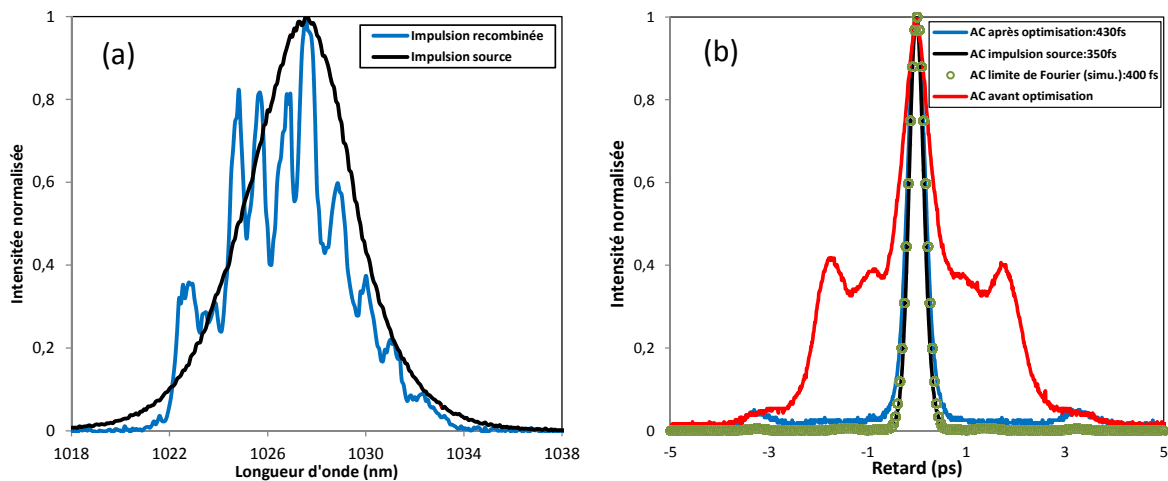 (a)
Impulsion recombinée
Impulsion source
Intensitée normalisée
1
0,8
0,6
0,4
0,2
0
1018
1022
1026
1030
1034
1038
Longueur d'onde (nm)
(b)
AC après optimisation:430fs
AC impulsion source:350fs
AC limite de Fourier (simu.):400 fs
AC avant optimisation
Intensité normalisée
1
0,8
0,6
0,4
0,2
0
-5
-3
-1
1
3
5
Retard (ps)